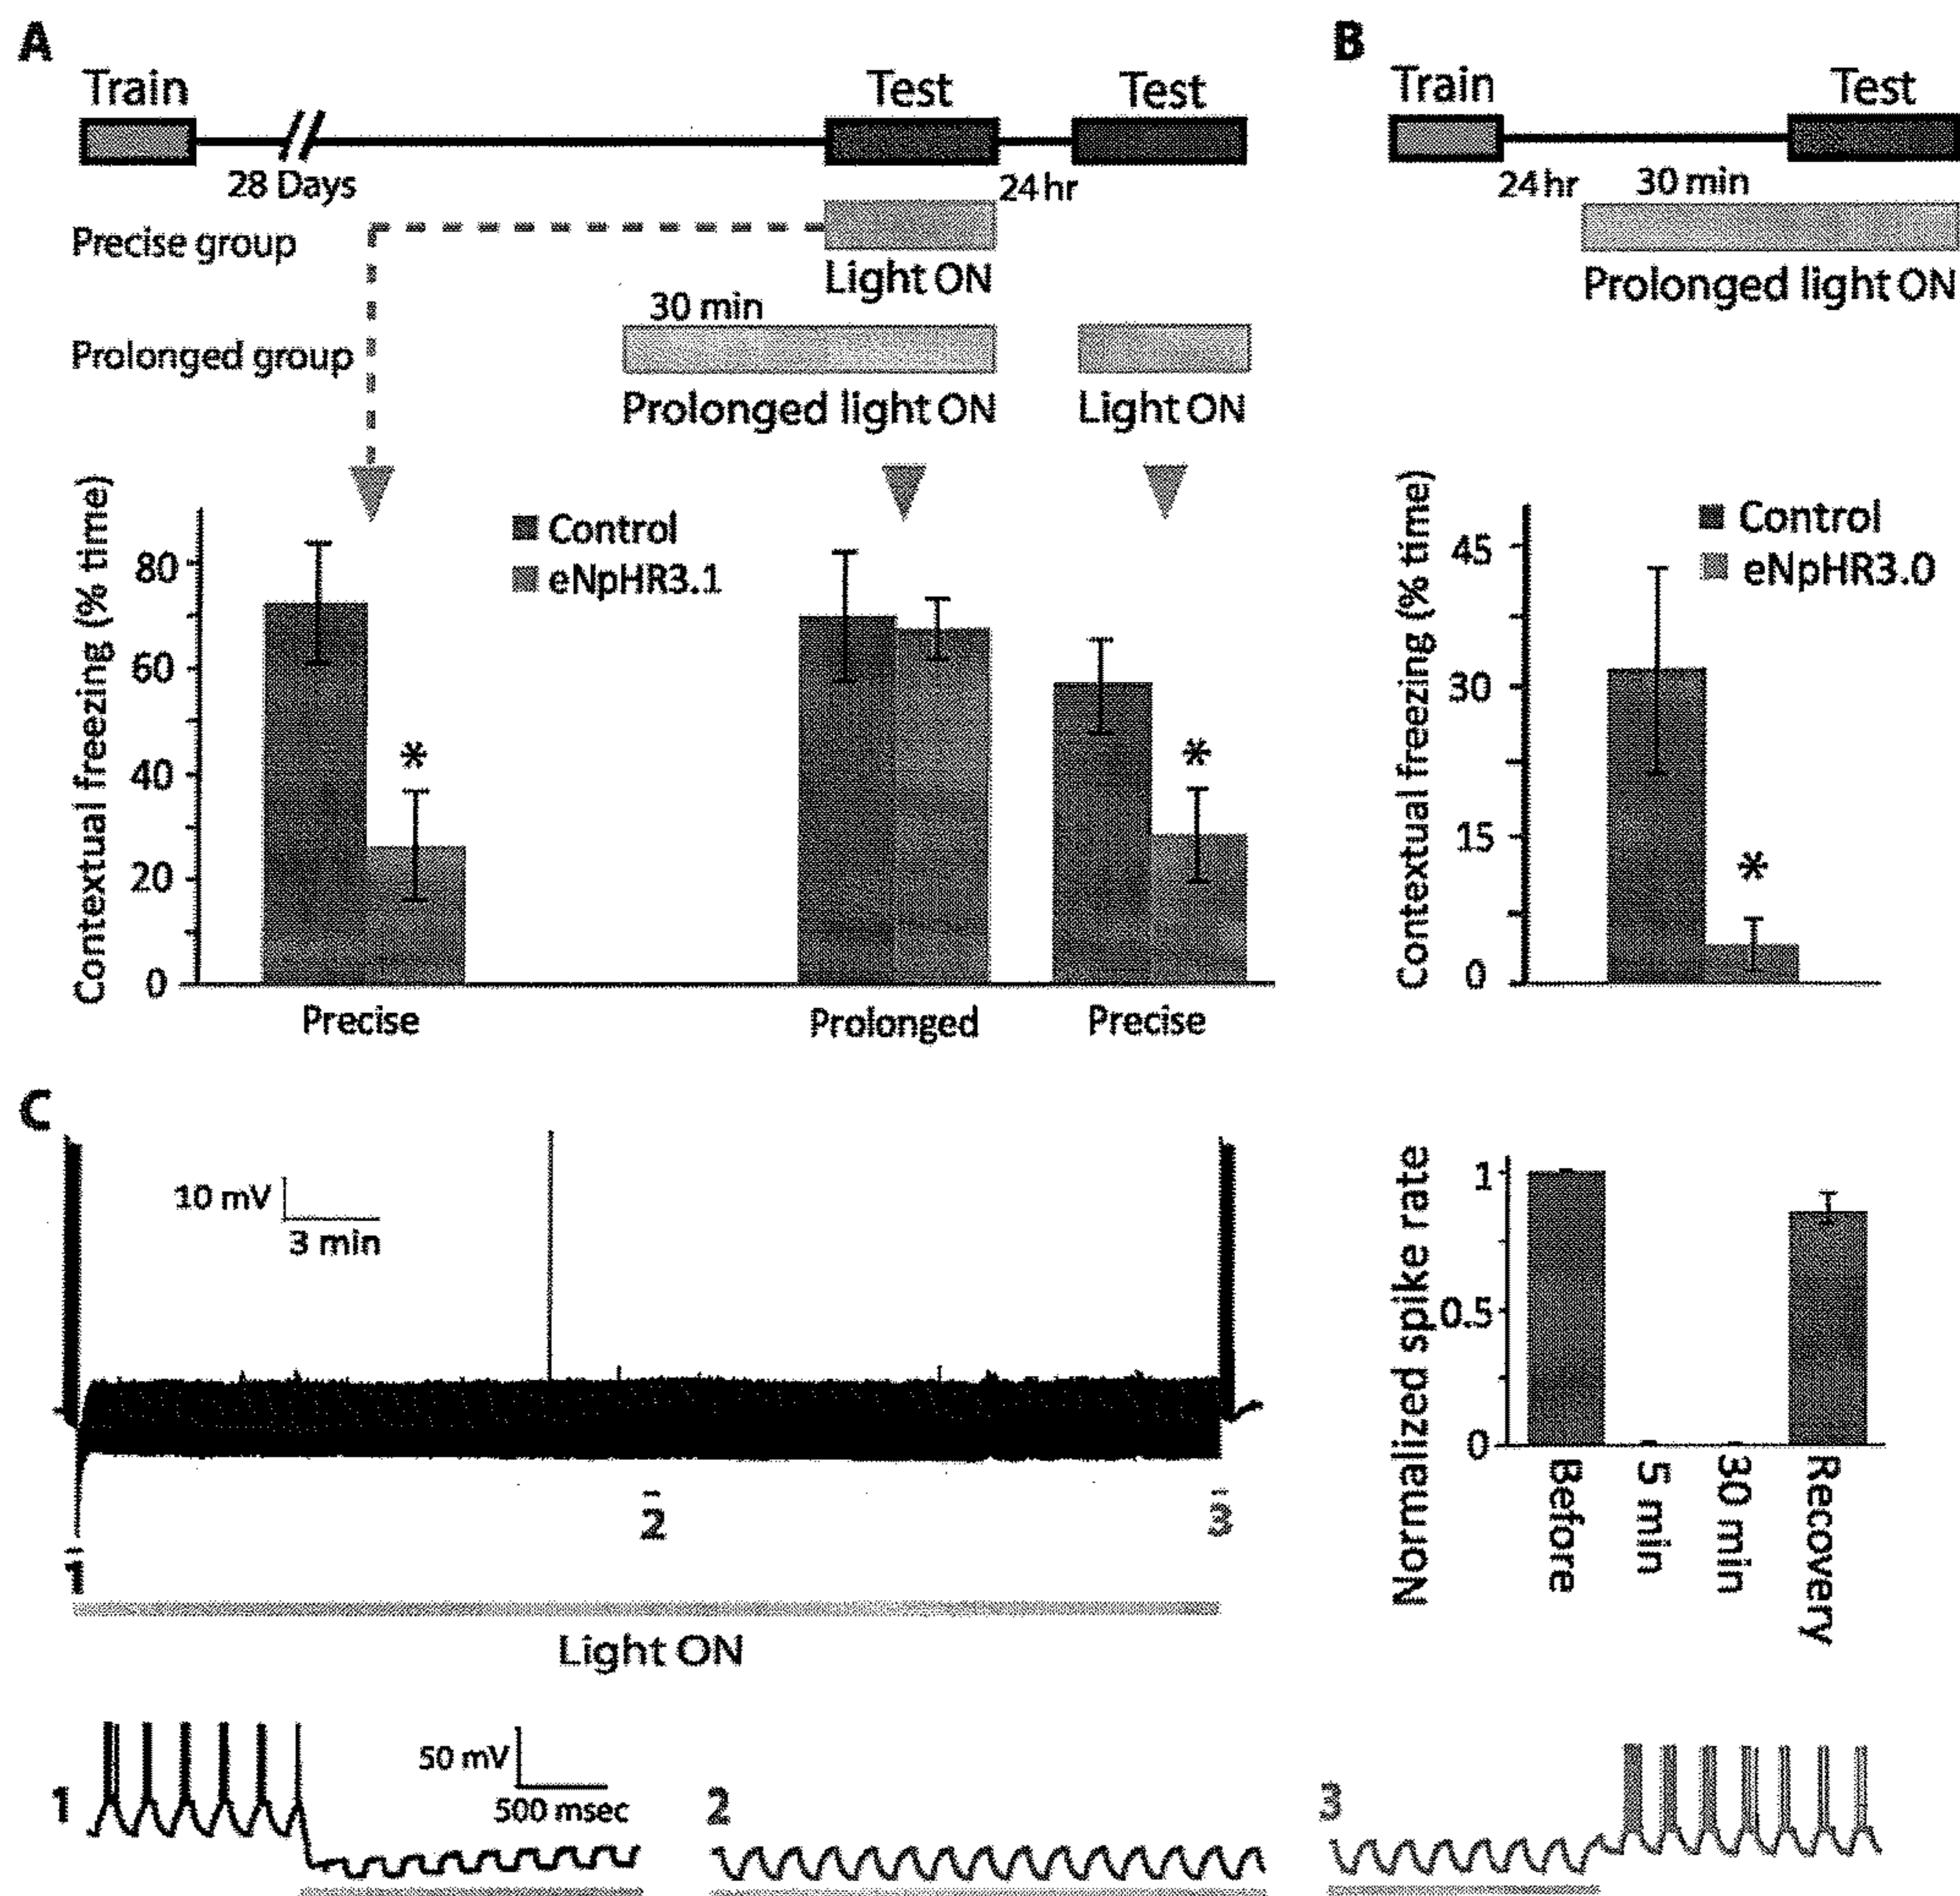 A
Train
Test
Test
28 Days
24 hr
Precise group
Light ON
30 min
Prolonged group
Prolonged light ON
Light ON
Contextual freezing (% time)
80
60
40
20
0
Control
eNpHR3.1
*
*
Precise
Prolonged
Precise
B
Train
Test
24 hr
30 min
Prolonged light ON
Contextual freezing (% time)
45
30
15
0
Control
eNpHR3.0
*
C
10 mV
3 min
1
2
3
Light ON
Normalized spike rate
1
0.5
0
Before
5 min
30 min
Recovery
1
50 mV
500 msec
2
3